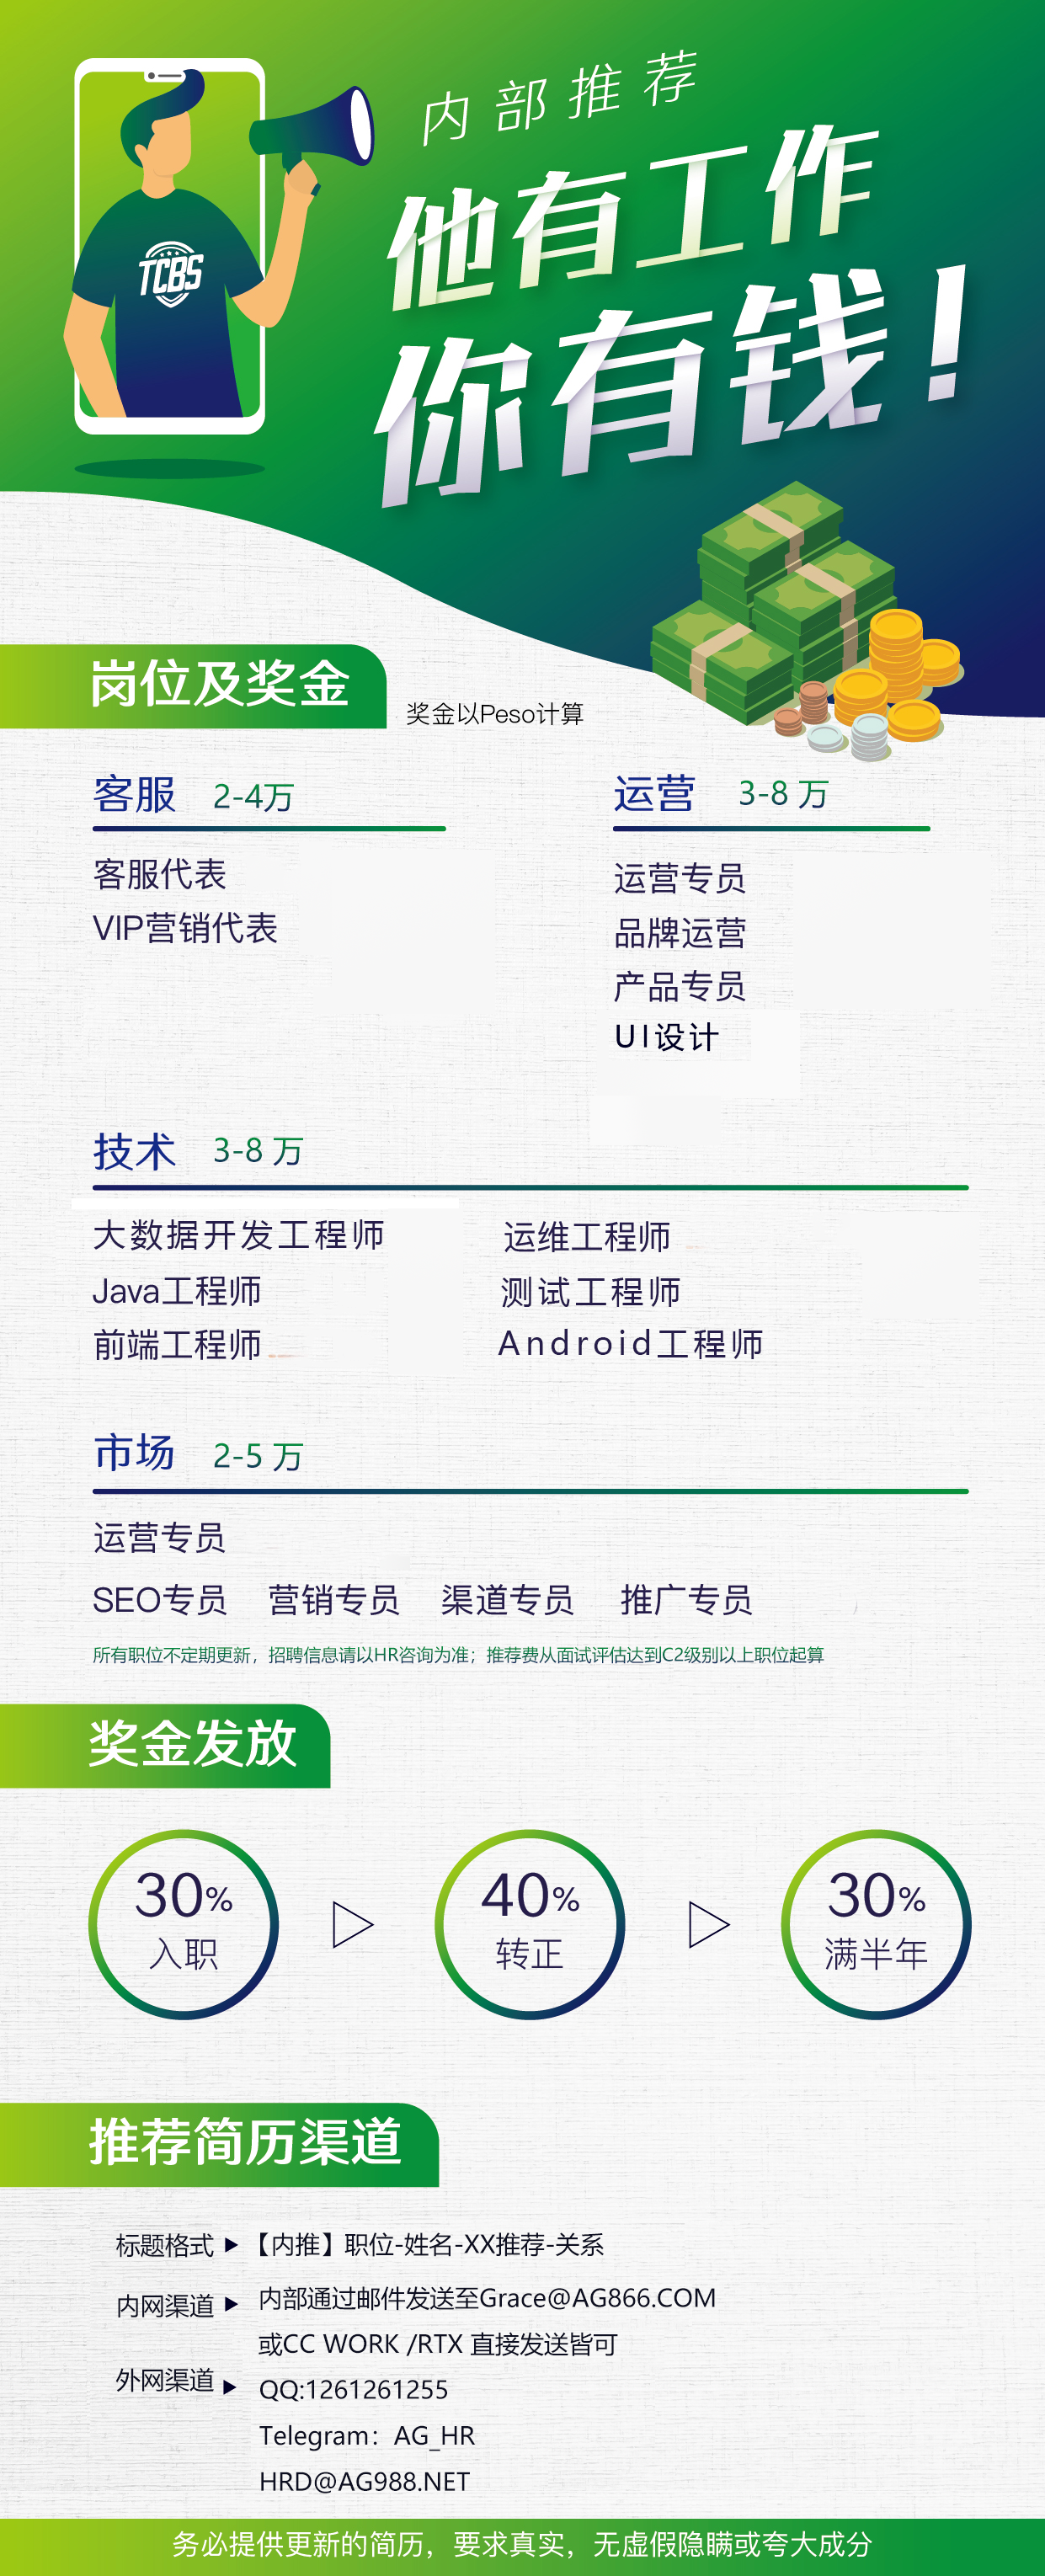 内部推荐
TCBS
他有工作
你有钱!
岗位及奖金
奖金以Peso计算
客服 2-4万
客服代表
VIP营销代表
运营 3-8 万
运营专员
品牌运营
产品专员
UI设计
技术 3-8 万
大数据开发工程师
Java工程师
前端工程师
运维工程师
测试工程师
Android工程师
市场 2-5 万
运营专员
SEO专员 营销专员 渠道专员 推广专员
所有职位不定期更新，招聘信息请以HR咨询为准；推荐费从面试评估达到C2级别以上职位起算
奖金发放
30%
入职
40%
转正
30%
满半年
推荐简历渠道
标题格式 ▶ 【内推】职位-姓名-XX推荐-关系
内网渠道 ▶ 内部通过邮件发送至Grace@AG866.COM
或CC WORK /RTX 直接发送皆可
外网渠道 ▶ QQ:1261261255
Telegram：AG_HR
HRD@AG988.NET
务必提供更新的简历，要求真实，无虚假隐瞒或夸大成分